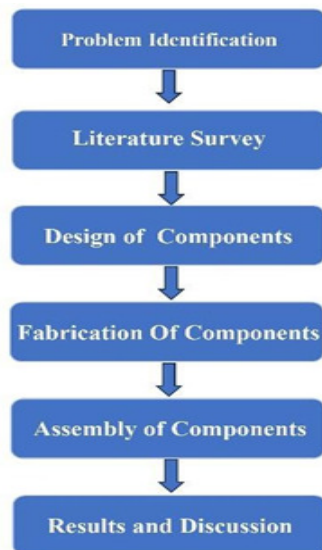 Problem Identification
Literature Survey
Design of Components
Fabrication Of Components
Assembly of Components
Results and Discussion